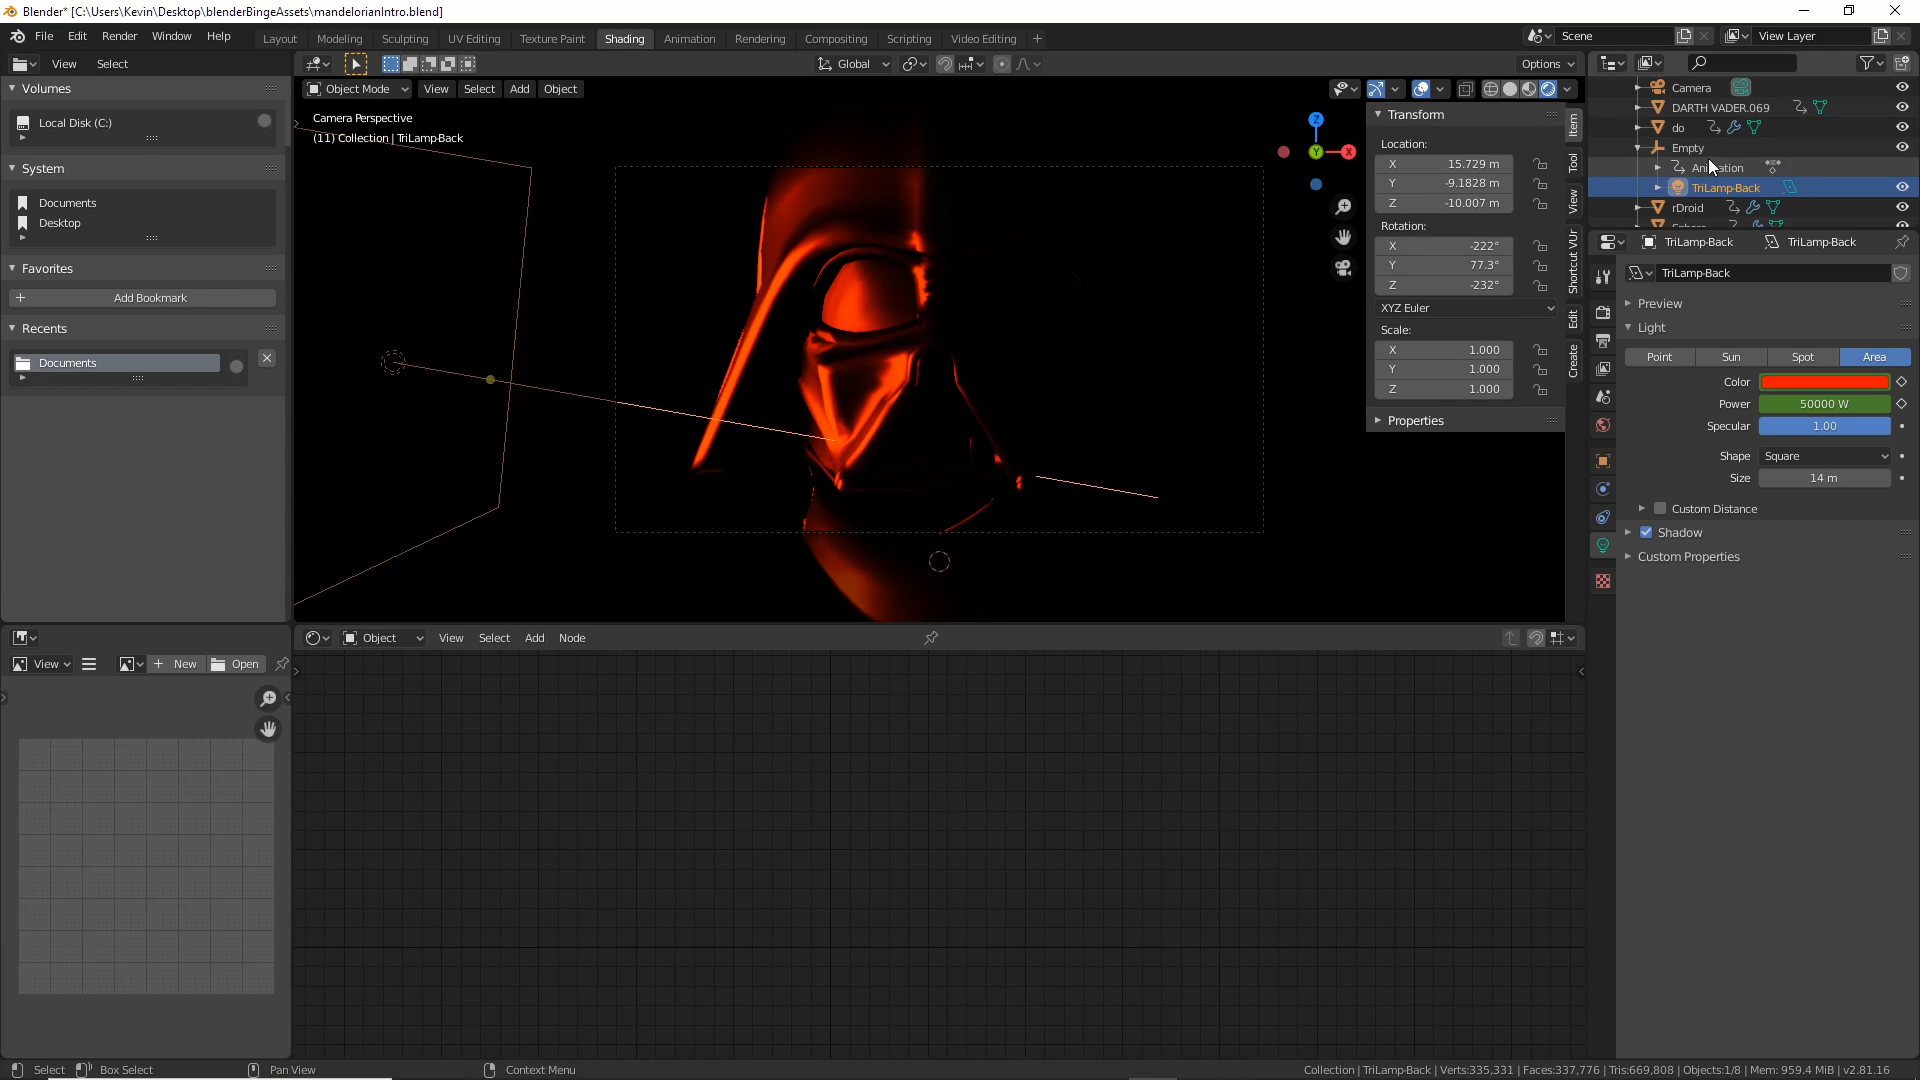 Blender* [C:\Users\Kevin\Desktop\blenderBingeAssets\mandelorianIntro.blend]
File Edit Render Window Help
Layout Modeling Sculpting UV Editing Texture Paint Shading Animation Rendering Compositing Scripting Video Editing +
Scene
View Layer
View Select
Global
Options
Volumes
Local Disk (C:)
System
Documents
Desktop
Favorites
+ Add Bookmark
Recents
Documents
Object Mode View Select Add Object
Camera Perspective
(11) Collection | TriLamp-Back
Z
Y
X
Transform
Location:
X 15.729 m
Y -9.1828 m
Z -10.007 m
Rotation:
X -222°
Y 77.3°
Z -232°
XYZ Euler
Scale:
X 1.000
Y 1.000
Z 1.000
Properties
Item
Tool
View
Shortcut VUr
Edit
Create
Camera
DARTH VADER.069
do
Empty
TriLamp-Back
rDroid
TriLamp-Back TriLamp-Back
TriLamp-Back
Preview
Light
Point Sun Spot Area
Color
Power 50000 W
Specular 1.00
Shape Square
Size 14 m
Custom Distance
Shadow
Custom Properties
View + New Open
Object View Select Add Node
Select Box Select Pan View Context Menu
Collection | TriLamp-Back | Verts:335,331 | Faces:337,776 | Tris:669,808 | Objects:1/8 | Mem: 959.4 MiB | v2.81.16